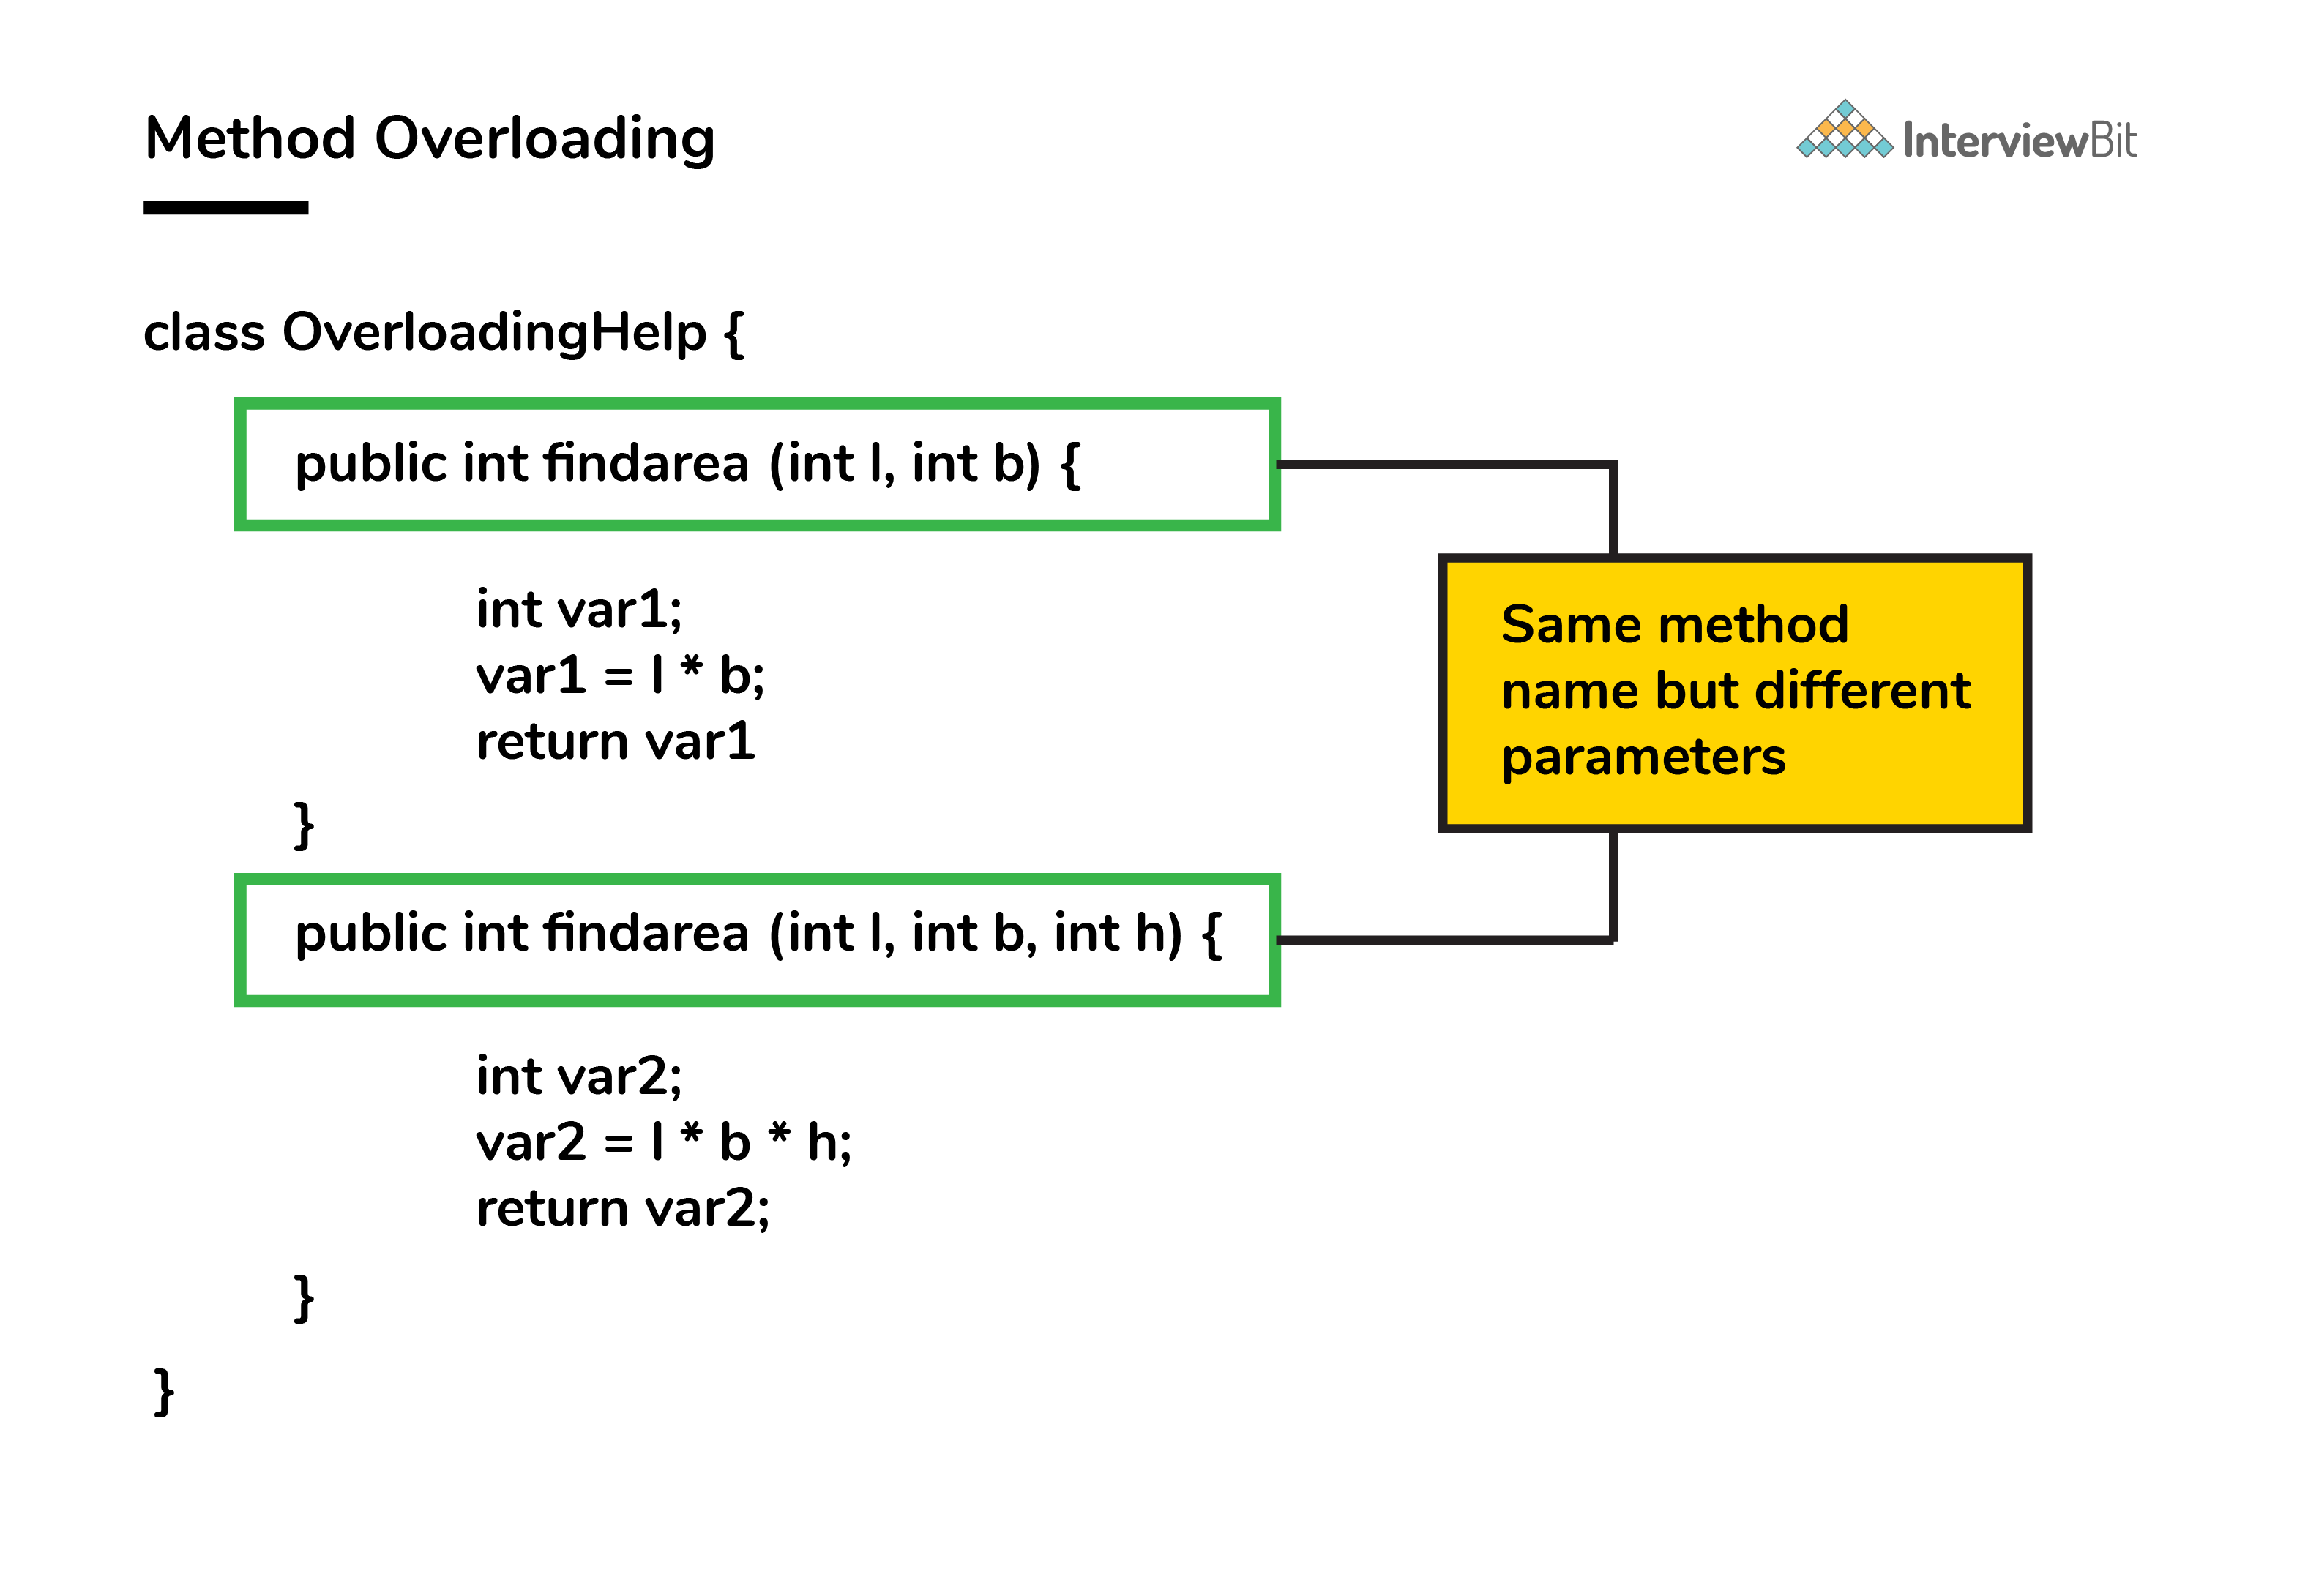 Method Overloading
InterviewBit
class OverloadingHelp {
public int findarea (int l, int b) {
int var1;
var1 = l * b;
return var1
}
Same method
name but different
parameters
public int findarea (int l, int b, int h) {
int var2;
var2 = l * b * h;
return var2;
}
}